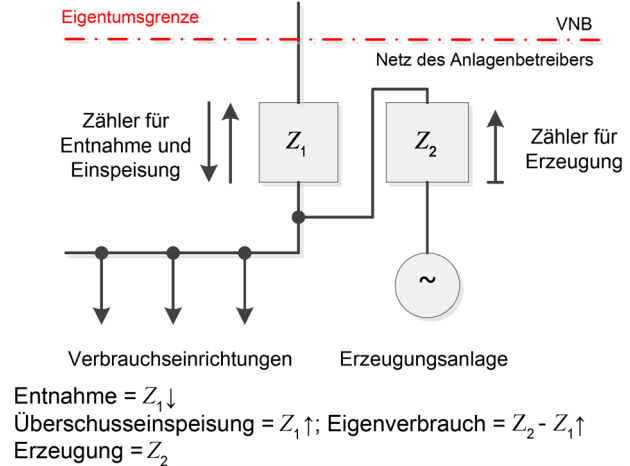 Eigentumsgrenze
VNB
Netz des Anlagenbetreibers
Zähler für
Entnahme und
Einspeisung
Z1
Z2
Zähler für
Erzeugung
~
Verbrauchseinrichtungen
Erzeugungsanlage
Entnahme = Z1↓
Überschusseinspeisung = Z1↑; Eigenverbrauch = Z2 - Z1↑
Erzeugung = Z2